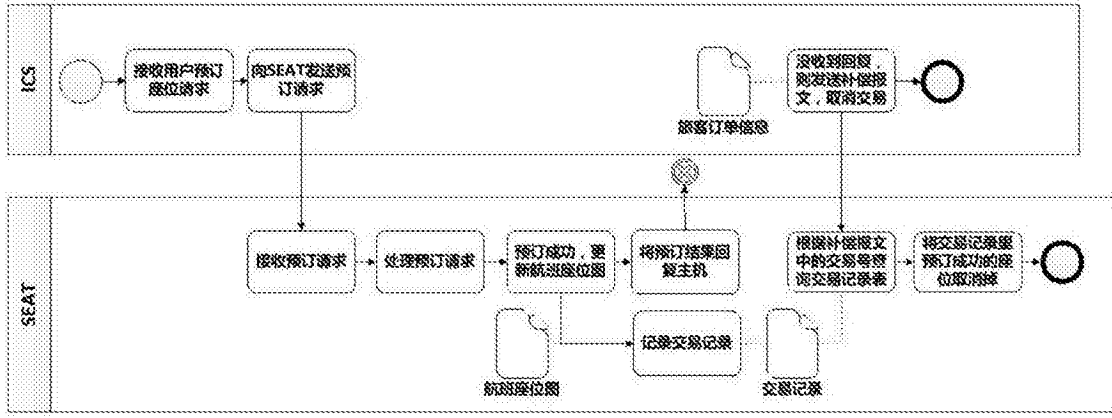 ICS
接收用户预订
座位请求
向SEAT发送预
订请求
旅客订单信息
没收到回复，
则发送补偿报
文，取消交易
SEAT
接收预订请求
处理预订请求
预订成功，更
新航班座位图
将预订结果回
复主机
根据补偿报文
中的交易号查
询交易记录表
将交易记录里
预订成功的座
位取消掉
航班座位图
记录交易记录
交易记录